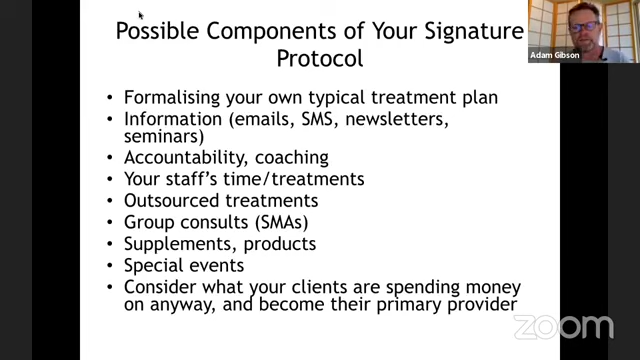 Possible Components of Your Signature
Protocol
Adam Gibson
• Formalising your own typical treatment plan
• Information (emails, SMS, newsletters,
seminars)
• Accountability, coaching
• Your staff's time/treatments
• Outsourced treatments
• Group consults (SMAs)
• Supplements, products
• Special events
• Consider what your clients are spending money
on anyway, and become their primary provider
zoom